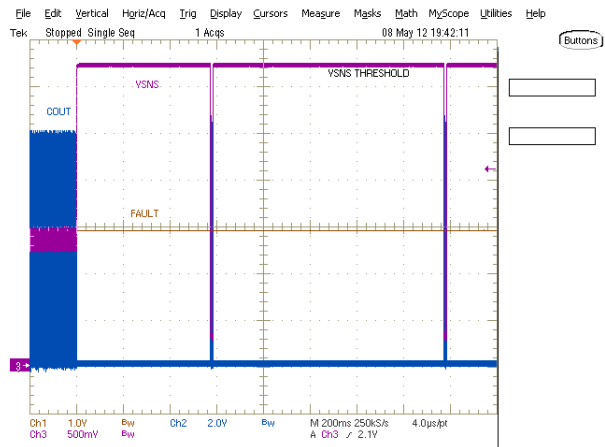 File Edit Vertical Horiz/Acq Trig Display Cursors Measure Masks Math MyScope Utilities Help
Tek Stopped Single Seq 1 Acqs 08 May 12 19:42:11
Buttons
VSNS THRESHOLD
VSNS
COUT
FAULT
3
Ch1 1.0V BW Ch2 2.0V BW M 200ms 250kS/s 4.0µs/pt
Ch3 500mV BW A Ch3 / 2.1V